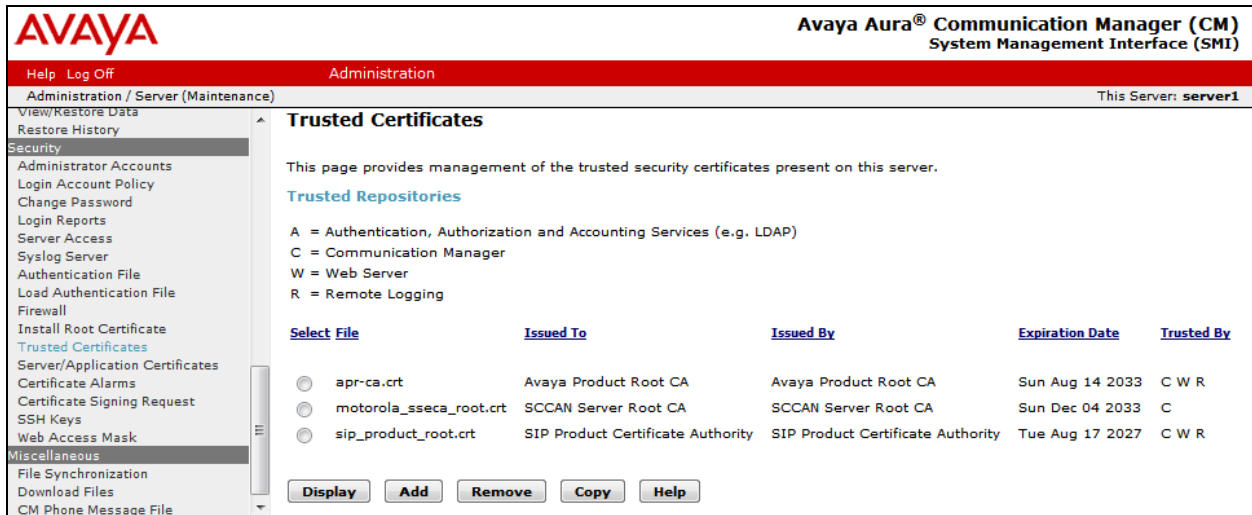 AVAYA
Avaya Aura® Communication Manager (CM)
System Management Interface (SMI)
Help Log Off Administration
Administration / Server (Maintenance) This Server: server1
View/Restore Data
Restore History
Security
Administrator Accounts
Login Account Policy
Change Password
Login Reports
Server Access
Syslog Server
Authentication File
Load Authentication File
Firewall
Install Root Certificate
Trusted Certificates
Server/Application Certificates
Certificate Alarms
Certificate Signing Request
SSH Keys
Web Access Mask
Miscellaneous
File Synchronization
Download Files
CM Phone Message File
Trusted Certificates
This page provides management of the trusted security certificates present on this server.
Trusted Repositories
A = Authentication, Authorization and Accounting Services (e.g. LDAP)
C = Communication Manager
W = Web Server
R = Remote Logging
Select File Issued To Issued By Expiration Date Trusted By
apr-ca.crt Avaya Product Root CA Avaya Product Root CA Sun Aug 14 2033 C W R
motorola_sseca_root.crt SCCAN Server Root CA SCCAN Server Root CA Sun Dec 04 2033 C
sip_product_root.crt SIP Product Certificate Authority SIP Product Certificate Authority Tue Aug 17 2027 C W R
Display Add Remove Copy Help